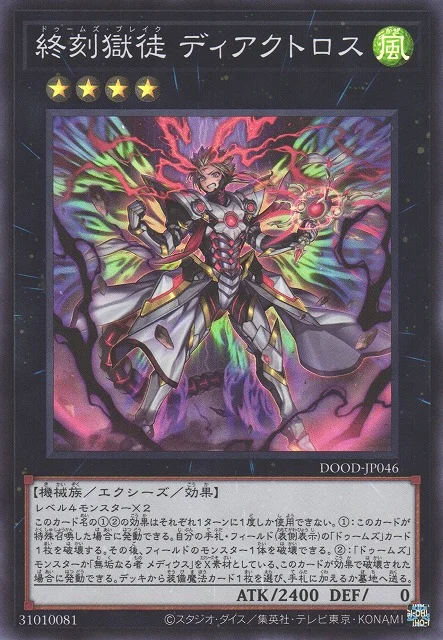 ドゥームズ・ブレイク
終刻獄徒 ディアクトロス
かぜ
風
DOOD-JP046
【機械族／エクシーズ／効果】
レベル４モンスター×２
このカード名の①②の効果はそれぞれ１ターンに１度しか使用できない。①：このカードが
特殊召喚した場合に発動できる。自分の手札・フィールド（表側表示）の「ドゥームズ」カード
１枚を破壊する。その後、フィールドのモンスター１体を破壊できる。②：「ドゥームズ」
モンスターか「無垢なる者 メディウス」をX素材としている、このカードが効果で破壊された
場合に発動できる。デッキから装備魔法カード１枚を選び、手札に加えるか墓地へ送る。
ATK/2400 DEF/ 0
31010081
©スタジオ・ダイス／集英社・テレビ東京・KONAMI